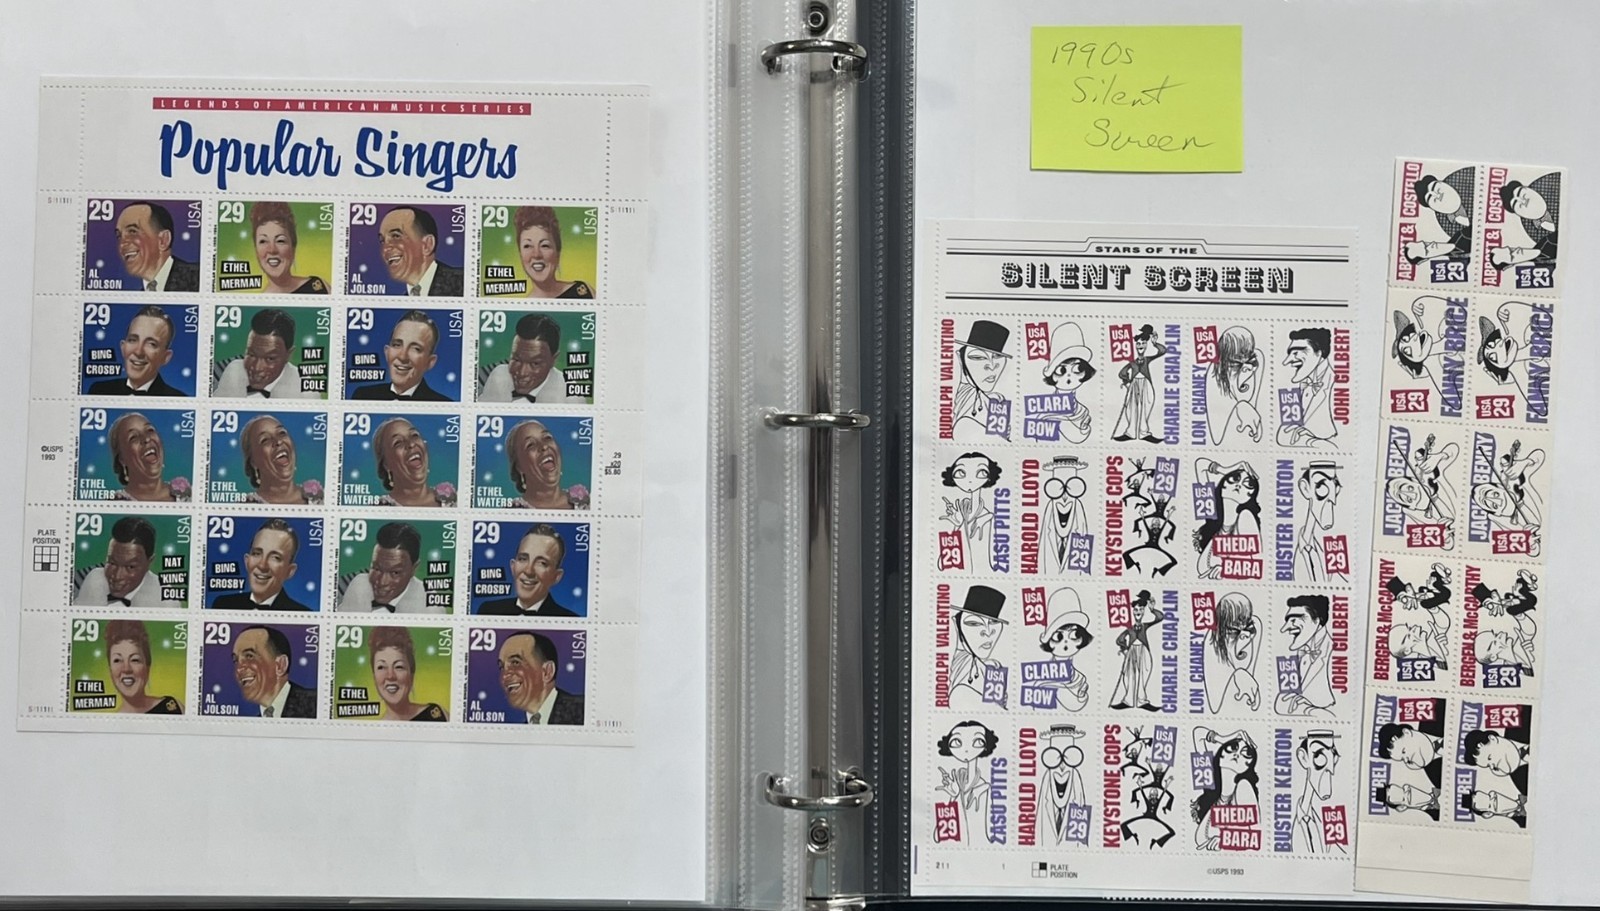 LEGENDS OF AMERICAN MUSIC SERIES
Popular Singers
29 USA AL JOLSON
29 USA ETHEL MERMAN
29 USA AL JOLSON
29 USA ETHEL MERMAN
29 USA BING CROSBY
29 USA NAT 'KING' COLE
29 USA BING CROSBY
29 USA NAT 'KING' COLE
29 USA ETHEL WATERS
29 USA ETHEL WATERS
29 USA ETHEL WATERS
29 USA ETHEL WATERS
29 USA NAT 'KING' COLE
29 USA BING CROSBY
29 USA NAT 'KING' COLE
29 USA BING CROSBY
29 USA ETHEL MERMAN
29 USA AL JOLSON
29 USA ETHEL MERMAN
29 USA AL JOLSON
©USPS
1993
PLATE
POSITION
.29
x20
$5.80
1990s
Silent
Screen
STARS OF THE
SILENT SCREEN
RUDOLPH VALENTINO USA 29
USA 29 CLARA BOW
USA 29 CHARLIE CHAPLIN
LON CHANEY USA 29
USA 29 JOHN GILBERT
USA 29 ZASU PITTS
HAROLD LLOYD USA 29
KEYSTONE COPS USA 29
USA 29 THEDA BARA
BUSTER KEATON USA 29
RUDOLPH VALENTINO USA 29
USA 29 CLARA BOW
USA 29 CHARLIE CHAPLIN
LON CHANEY USA 29
USA 29 JOHN GILBERT
USA 29 ZASU PITTS
HAROLD LLOYD USA 29
KEYSTONE COPS USA 29
USA 29 THEDA BARA
BUSTER KEATON USA 29
211
1
PLATE
POSITION
©USPS 1993
ABBOTT & COSTELLO USA 29
ABBOTT & COSTELLO USA 29
FANNY BRICE USA 29
FANNY BRICE USA 29
JACK BENNY USA 29
JACK BENNY USA 29
BERGEN & McCARTHY USA 29
BERGEN & McCARTHY USA 29
LAUREL & HARDY USA 29
LAUREL & HARDY USA 29